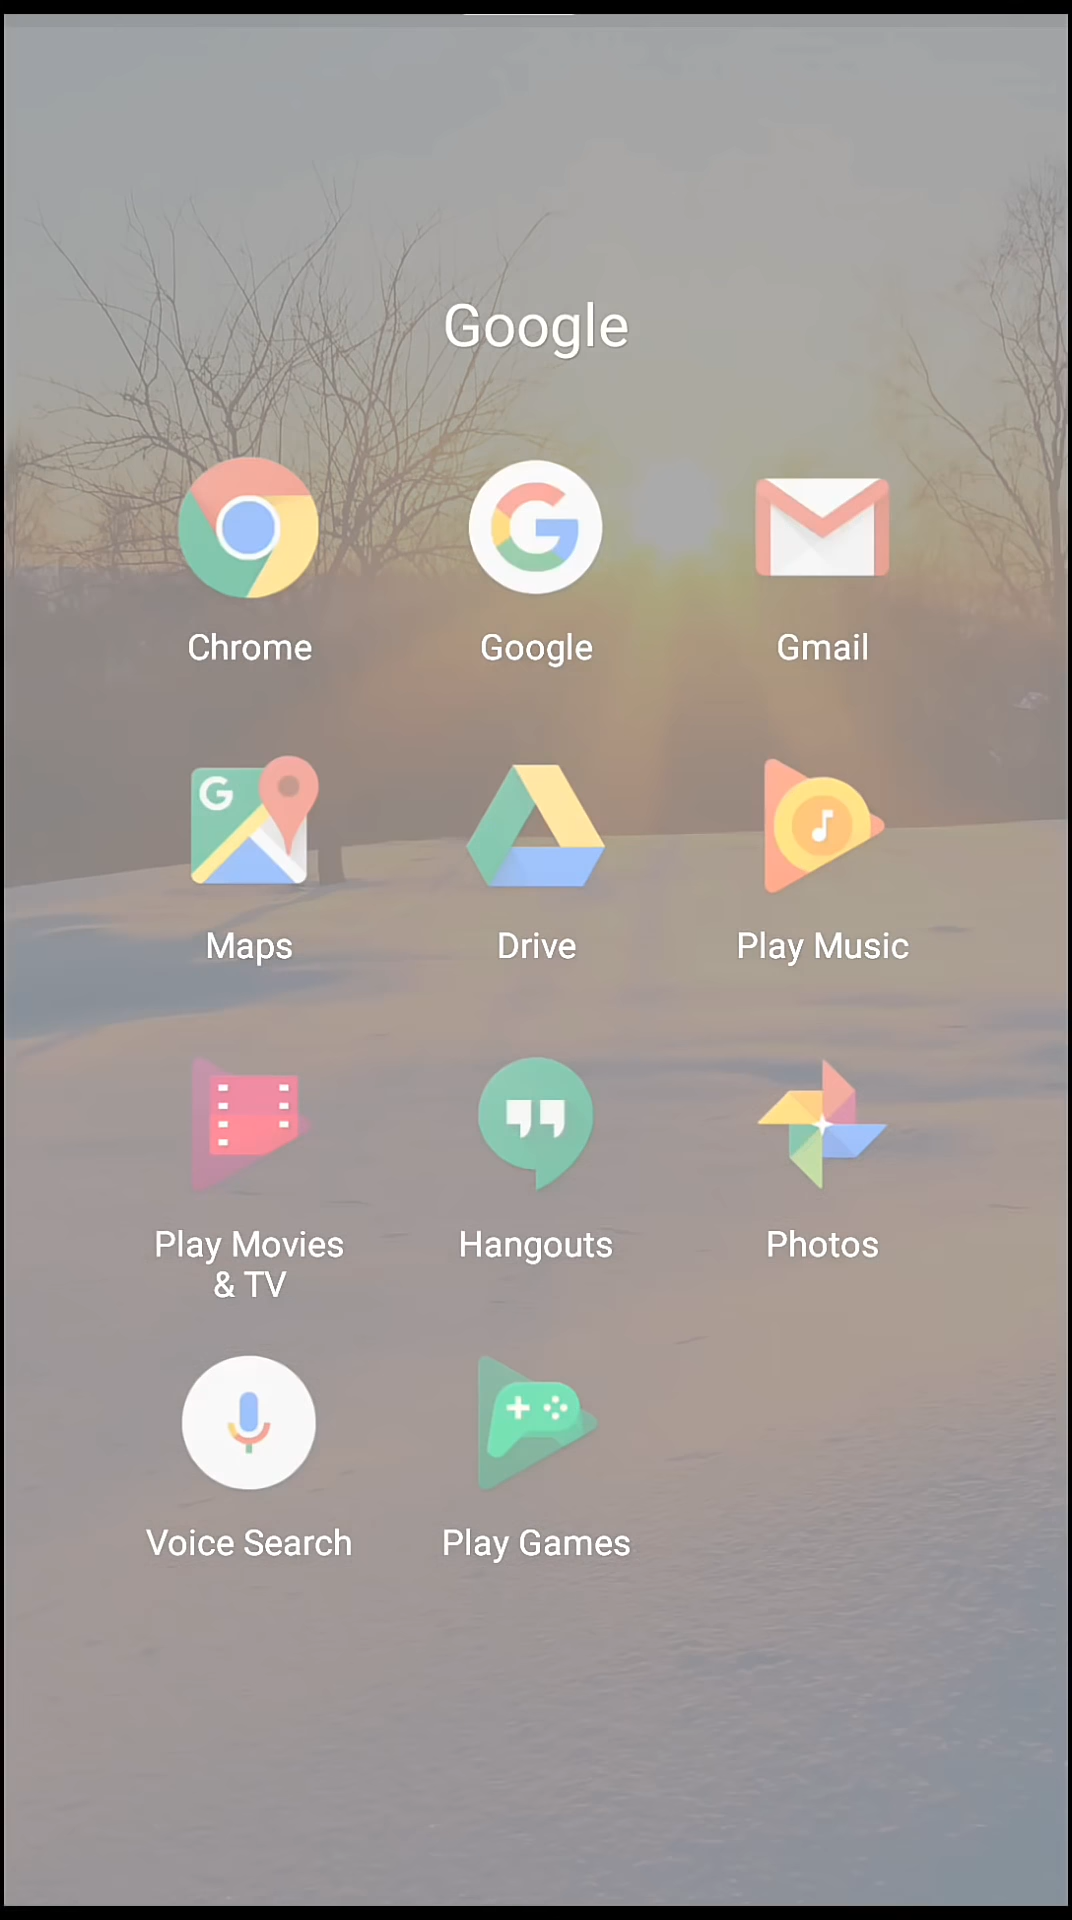 Google
Chrome
Google
Gmail
Maps
Drive
Play Music
Play Movies
& TV
Hangouts
Photos
Voice Search
Play Games